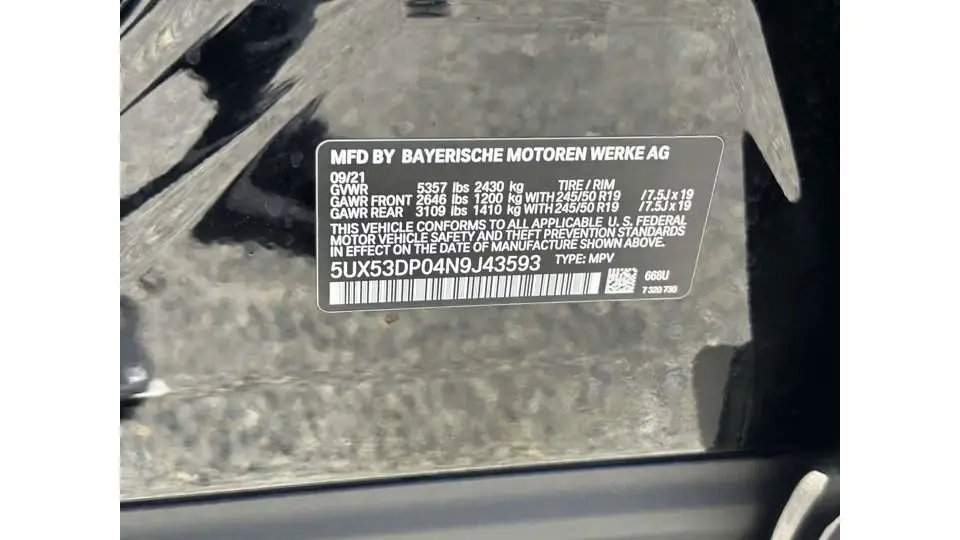 MFD BY BAYERISCHE MOTOREN WERKE AG
09/21
GVWR 5357 lbs 2430 kg TIRE / RIM
GAWR FRONT 2646 lbs 1200 kg WITH 245/50 R19 /7.5J x 19
GAWR REAR 3109 lbs 1410 kg WITH 245/50 R19 /7.5J x 19
THIS VEHICLE CONFORMS TO ALL APPLICABLE U. S. FEDERAL
MOTOR VEHICLE SAFETY AND THEFT PREVENTION STANDARDS
IN EFFECT ON THE DATE OF MANUFACTURE SHOWN ABOVE.
5UX53DP04N9J43593 TYPE: MPV
668U
7 320 730